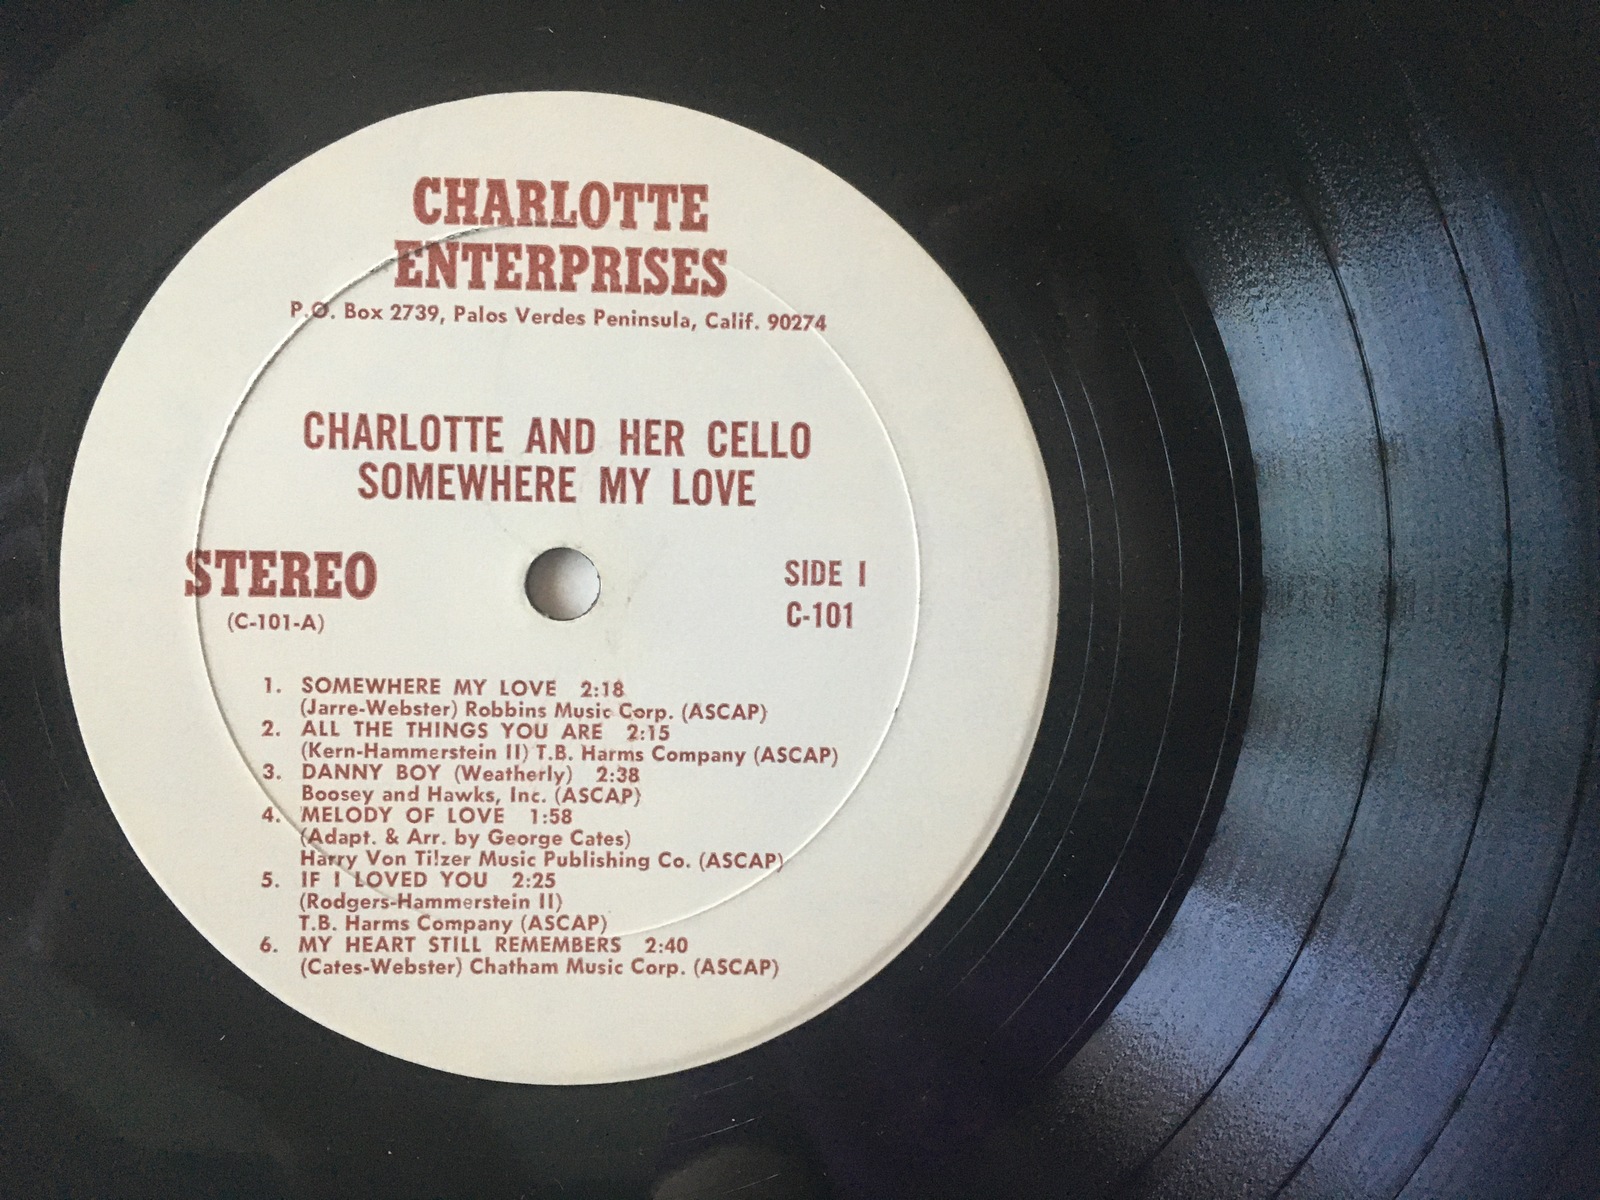 CHARLOTTE
ENTERPRISES
P.O. Box 2739, Palos Verdes Peninsula, Calif. 90274
CHARLOTTE AND HER CELLO
SOMEWHERE MY LOVE
STEREO
(C-101-A)
SIDE I
C-101
1. SOMEWHERE MY LOVE 2:18
(Jarre-Webster) Robbins Music Corp. (ASCAP)
2. ALL THE THINGS YOU ARE 2:15
(Kern-Hammerstein II) T.B. Harms Company (ASCAP)
3. DANNY BOY (Weatherly) 2:38
Boosey and Hawks, Inc. (ASCAP)
4. MELODY OF LOVE 1:58
(Adapt. & Arr. by George Cates)
Harry Von Tilzer Music Publishing Co. (ASCAP)
5. IF I LOVED YOU 2:25
(Rodgers-Hammerstein II)
T.B. Harms Company (ASCAP)
6. MY HEART STILL REMEMBERS 2:40
(Cates-Webster) Chatham Music Corp. (ASCAP)